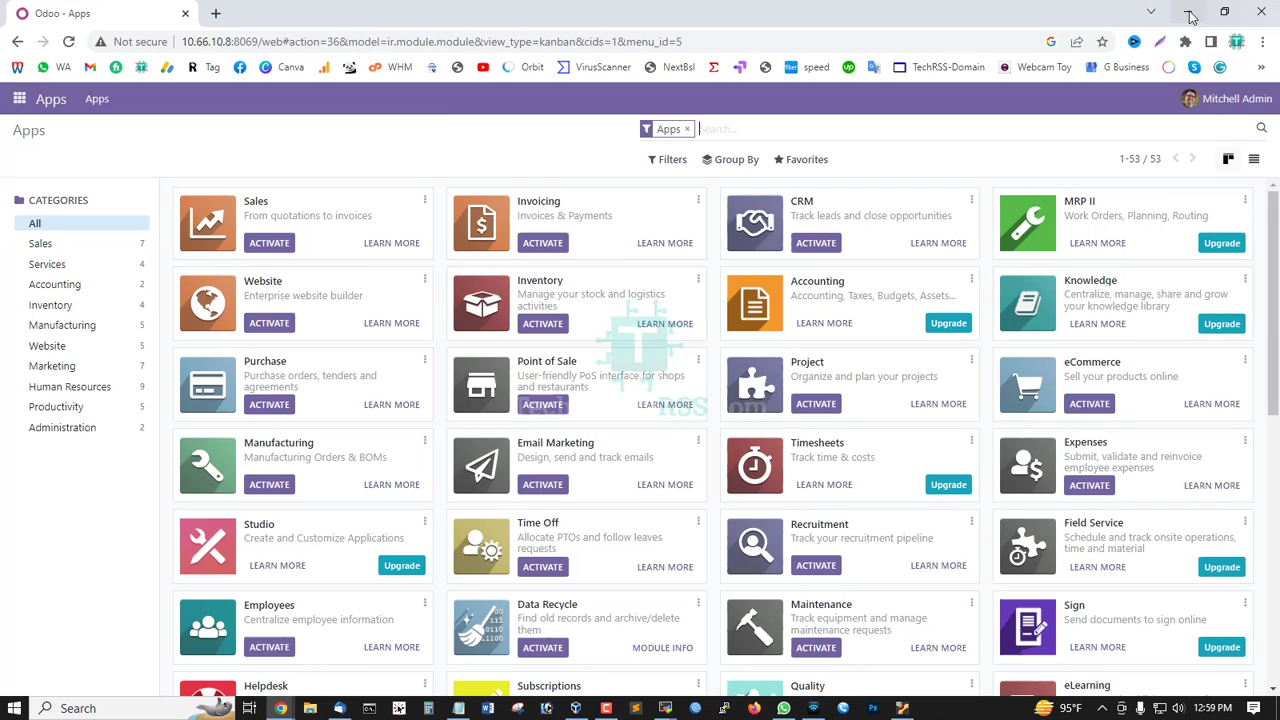 Odoo - Apps
Not secure
10.66.10.8:8069/web#action=36&model=ir.module.module&view_type=kanban&cids=1&menu_id=5
WA
Tag
Canva
WHM
Orbit
VirusScanner
NextBsl
speed
TechRSS-Domain
Webcam Toy
G Business
»
Apps
Apps
Mitchell Admin
Apps
Apps ×
Search...
Filters
Group By
Favorites
1-53 / 53
CATEGORIES
All
Sales 7
Services 4
Accounting 2
Inventory 4
Manufacturing 5
Website 5
Marketing 7
Human Resources 6
Productivity 5
Administration 2
Sales
From quotations to invoices
ACTIVATE
LEARN MORE
Invoicing
Invoices & Payments
ACTIVATE
LEARN MORE
CRM
Track leads and close opportunities
ACTIVATE
LEARN MORE
MRP II
Work Orders, Planning, Routing
LEARN MORE
Upgrade
Website
Enterprise website builder
ACTIVATE
LEARN MORE
Inventory
Manage your stock and logistics
activities
ACTIVATE
LEARN MORE
Accounting
Accounting, Taxes, Budgets, Assets...
LEARN MORE
Upgrade
Knowledge
Centralize, manage, share and grow
your knowledge library
LEARN MORE
Upgrade
Purchase
Purchase orders, tenders and
agreements
ACTIVATE
LEARN MORE
Point of Sale
User-friendly PoS interface for shops
and restaurants
ACTIVATE
LEARN MORE
Project
Organize and plan your projects
ACTIVATE
LEARN MORE
eCommerce
Sell your products online
ACTIVATE
LEARN MORE
Manufacturing
Manufacturing Orders & BOMs
ACTIVATE
LEARN MORE
Email Marketing
Design, send and track emails
ACTIVATE
LEARN MORE
Timesheets
Track time & costs
LEARN MORE
Upgrade
Expenses
Submit, validate and reinvoice
employee expenses
ACTIVATE
LEARN MORE
Studio
Create and Customize Applications
LEARN MORE
Upgrade
Time Off
Allocate PTOs and follow leaves
requests
ACTIVATE
LEARN MORE
Recruitment
Track your recruitment pipeline
ACTIVATE
LEARN MORE
Field Service
Schedule and track onsite operations,
time and material
LEARN MORE
Upgrade
Employees
Centralize employee information
ACTIVATE
LEARN MORE
Data Recycle
Find old records and archive/delete
them
ACTIVATE
MODULE INFO
Maintenance
Track equipment and manage
maintenance requests
ACTIVATE
LEARN MORE
Sign
Send documents to sign online
LEARN MORE
Upgrade
Helpdesk
Subscriptions
Quality
eLearning
Search
95°F
12:59 PM